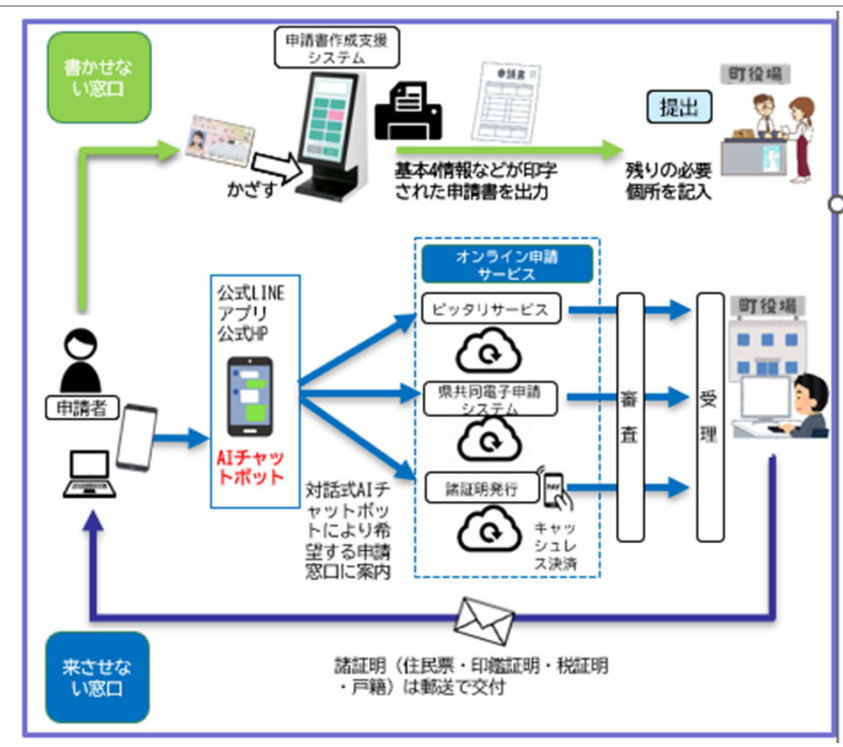 書かせな
い窓口
申請書作成支援
システム
申請書
町役場
提出
かざす
基本4情報などが印字
された申請書を出力
残りの必要
個所を記入
オンライン申請
サービス
公式LINE
アプリ
公式HP
ピッタリサービス
町役場
申請者
県共同電子申請
システム
審査
受理
AIチャッ
トボット
諸証明発行
PAY
対話式AIチ
ャットボッ
トにより希
望する申請
窓口に案内
キャッ
シュレ
ス決済
来させな
い窓口
諸証明（住民票・印鑑証明・税証明
・戸籍）は郵送で交付